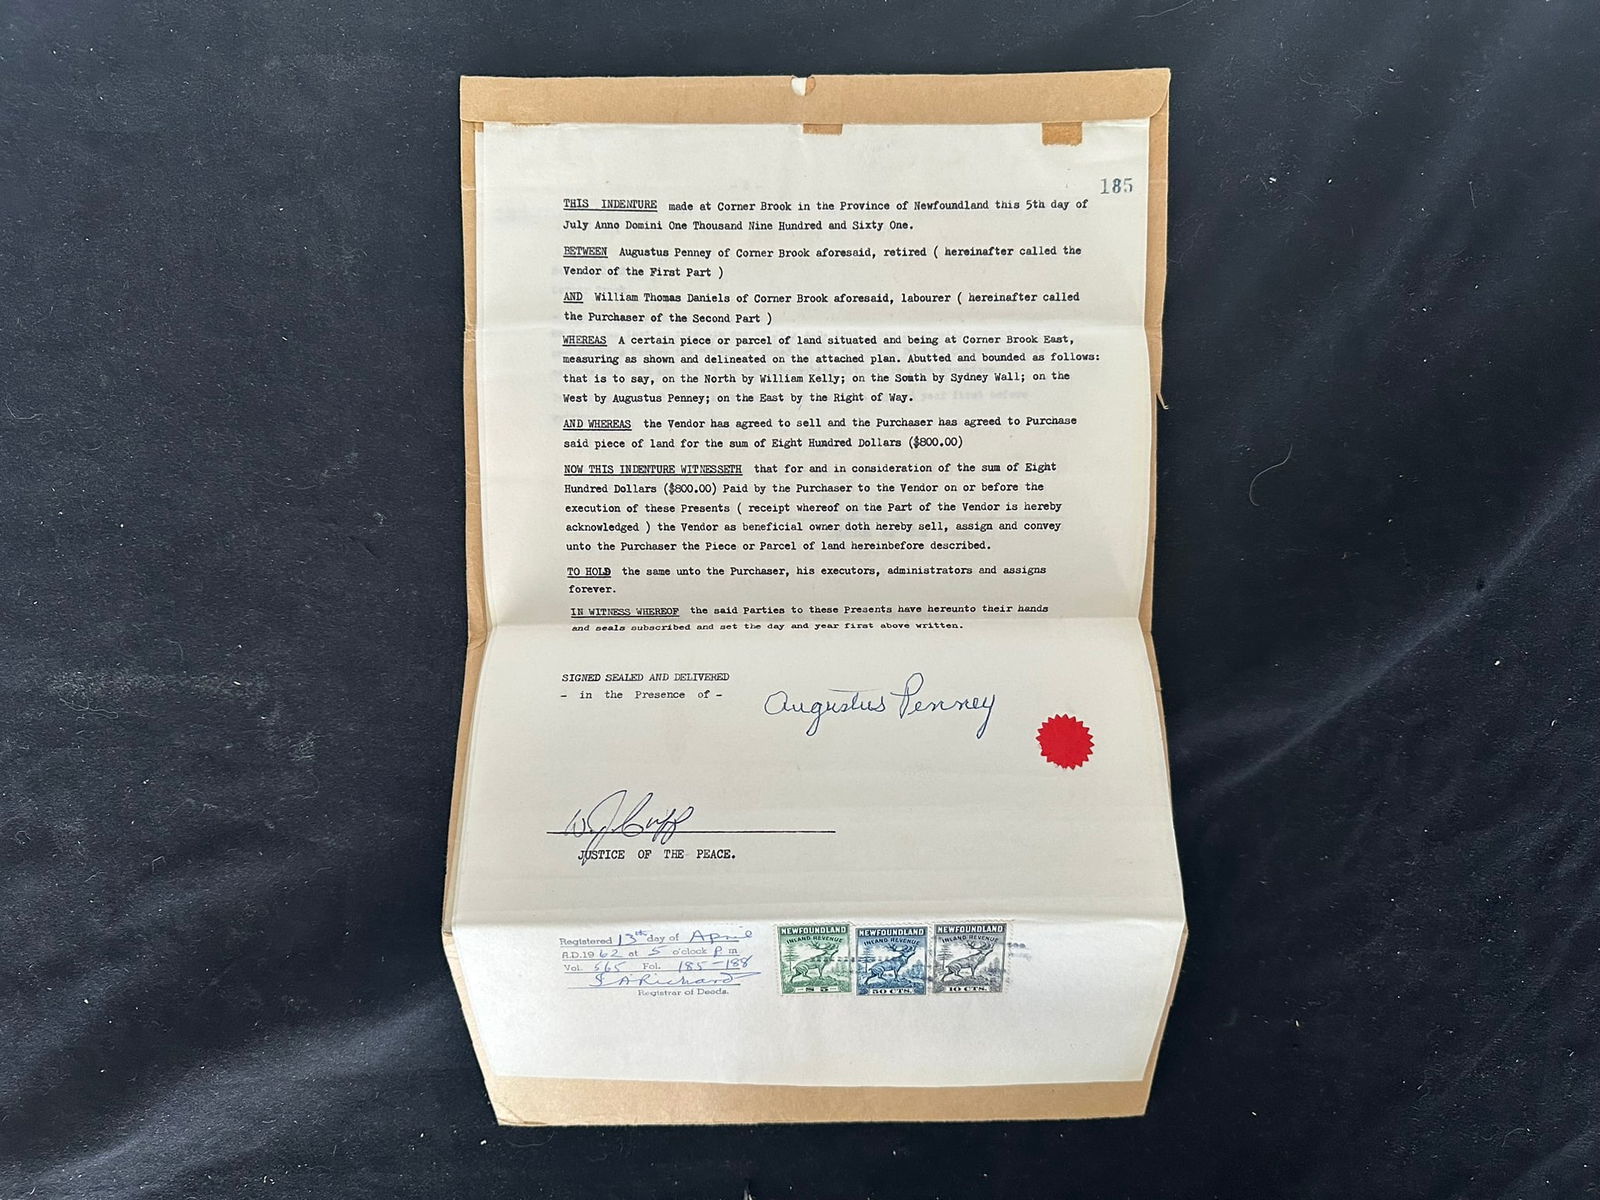 185
THIS INDENTURE made at Corner Brook in the Province of Newfoundland this 5th day of
July Anno Domini One Thousand Nine Hundred and Sixty One.
BETWEEN Augustus Penney of Corner Brook aforesaid, retired ( hereinafter called the
Vendor of the First Part )
AND William Thomas Daniels of Corner Brook aforesaid, labourer ( hereinafter called
the Purchaser of the Second Part )
WHEREAS A certain piece or parcel of land situated and being at Corner Brook East,
measuring as shown and delineated on the attached plan. Abutted and bounded as follows:
that is to say, on the North by William Kelly; on the South by Sydney Wall; on the
West by Augustus Penney; on the East by the Right of Way.
AND WHEREAS the Vendor has agreed to sell and the Purchaser has agreed to Purchase
said piece of land for the sum of Eight Hundred Dollars ($800.00)
NOW THIS INDENTURE WITNESSETH that for and in consideration of the sum of Eight
Hundred Dollars ($800.00) Paid by the Purchaser to the Vendor on or before the
execution of these Presents ( receipt whereof on the Part of the Vendor is hereby
acknowledged ) the Vendor as beneficial owner doth hereby sell, assign and convey
unto the Purchaser the Piece or Parcel of land hereinbefore described.
TO HOLD the same unto the Purchaser, his executors, administrators and assigns
forever.
IN WITNESS WHEREOF the said Parties to these Presents have hereunto their hands
and seals subscribed and set the day and year first above written.
SIGNED SEALED AND DELIVERED
- in the Presence of -
Augustus Penney
JUSTICE OF THE PEACE.
Registered 13th day of April
A.D.19 62 at 5 o'clock p m
Vol. 565 Fol. 185-188
Registrar of Deeds.
NEWFOUNDLAND
INLAND REVENUE
$5
NEWFOUNDLAND
INLAND REVENUE
50 CTS.
NEWFOUNDLAND
INLAND REVENUE
10 CTS.